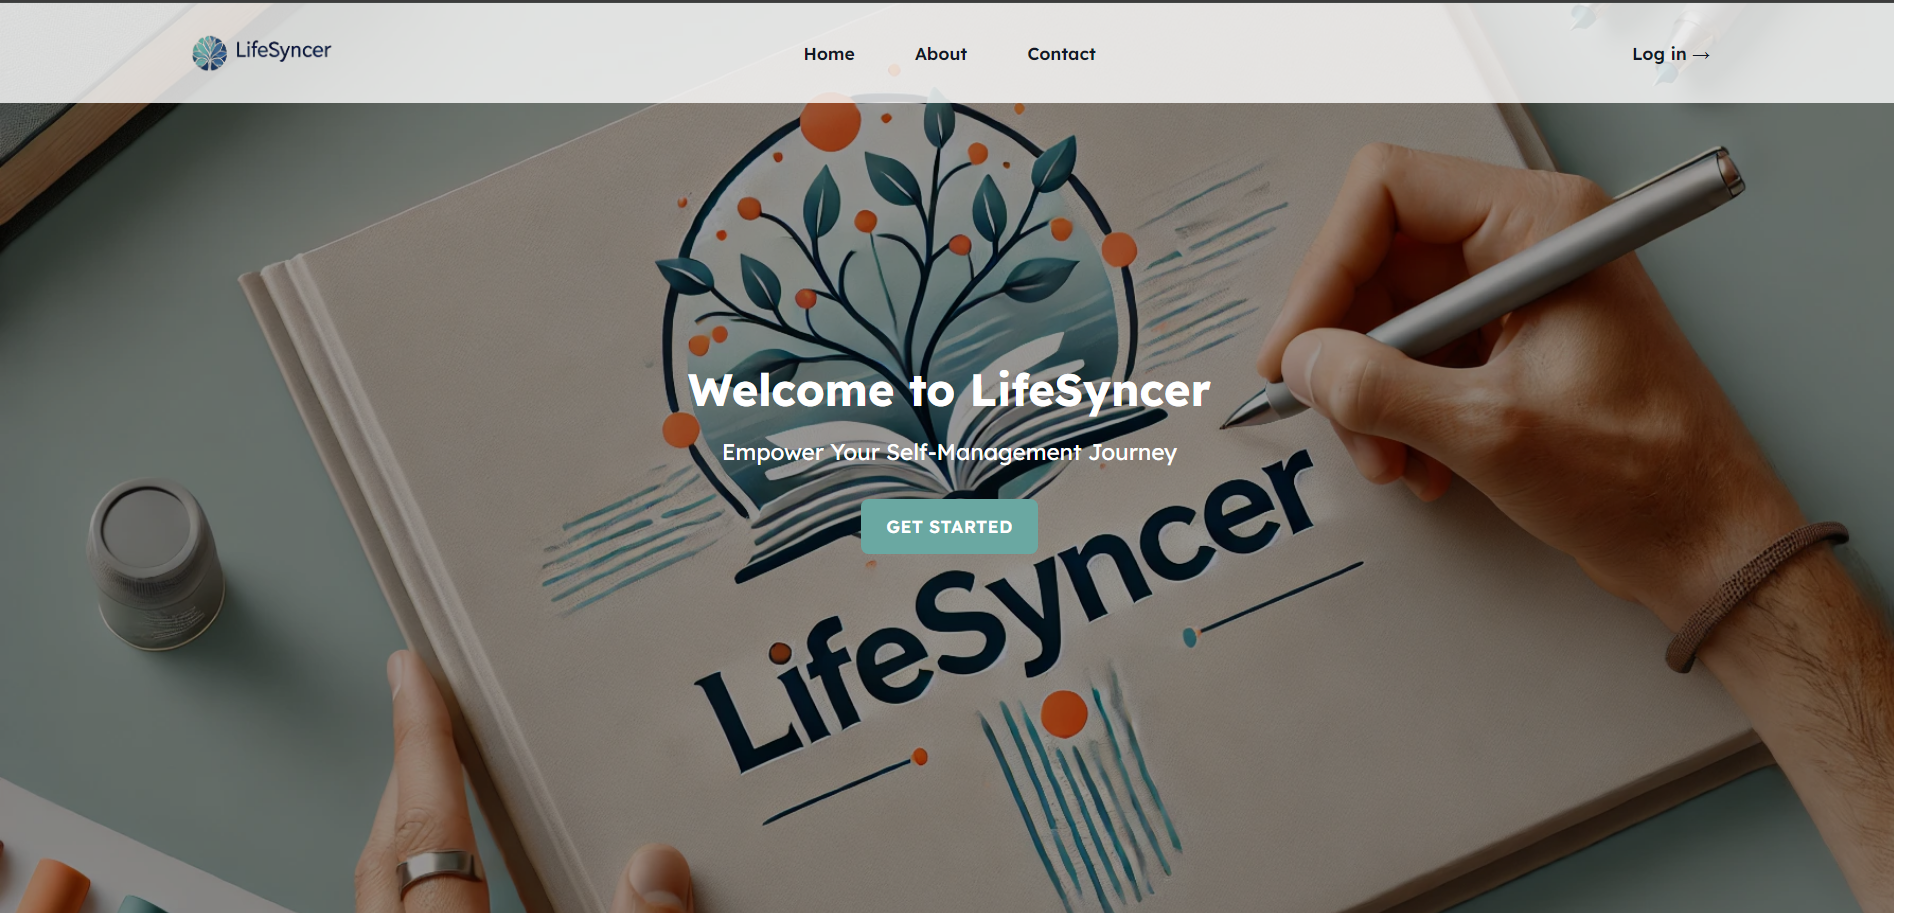 LifeSyncer
Home
About
Contact
Log in →
Welcome to LifeSyncer
Empower Your Self-Management Journey
GET STARTED
LifeSyncer